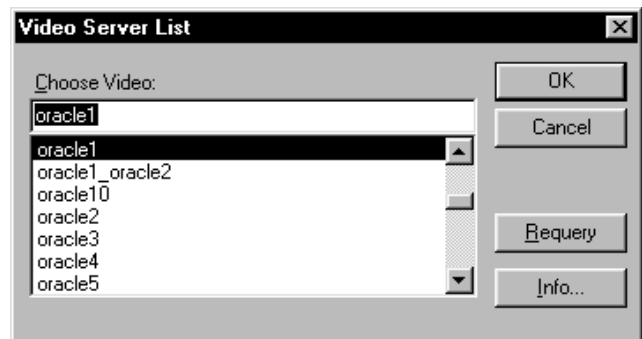 Video Server List
Choose Video:
oracle1
oracle1
oracle1_oracle2
oracle10
oracle2
oracle3
oracle4
oracle5
OK
Cancel
Requery
Info...